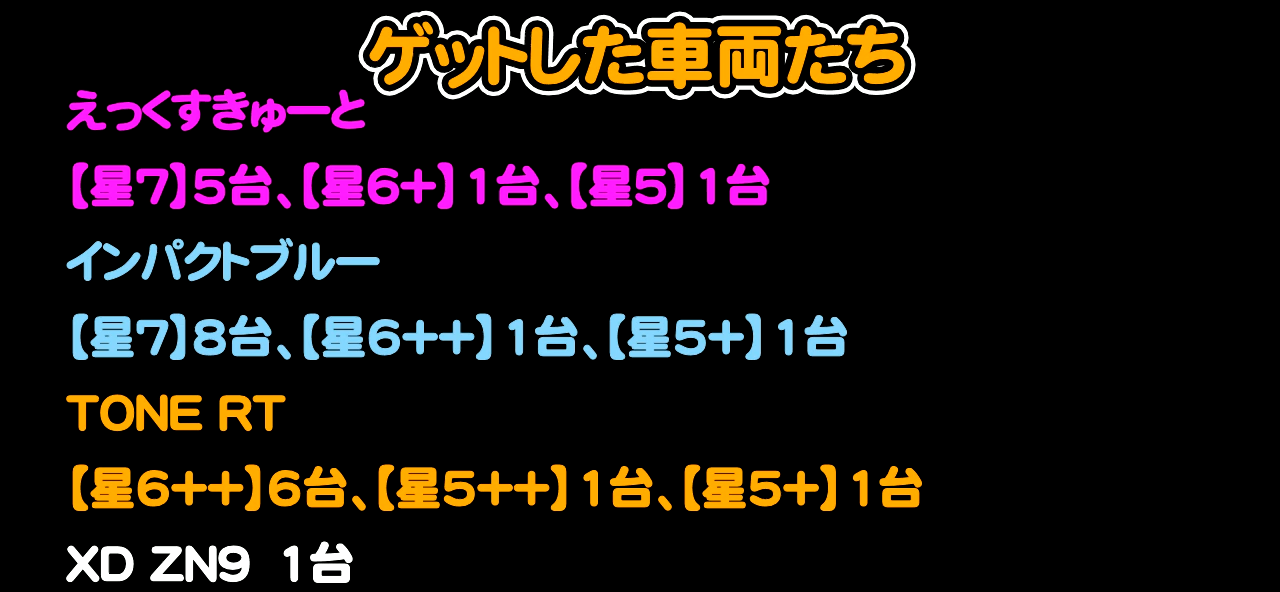 ゲットした車両たち
えっくすきゅーと
【星7】5台、【星6+】1台、【星5】1台
インパクトブルー
【星7】8台、【星6++】1台、【星5+】1台
TONE RT
【星6++】6台、【星5++】1台、【星5+】1台
XD ZN9 1台